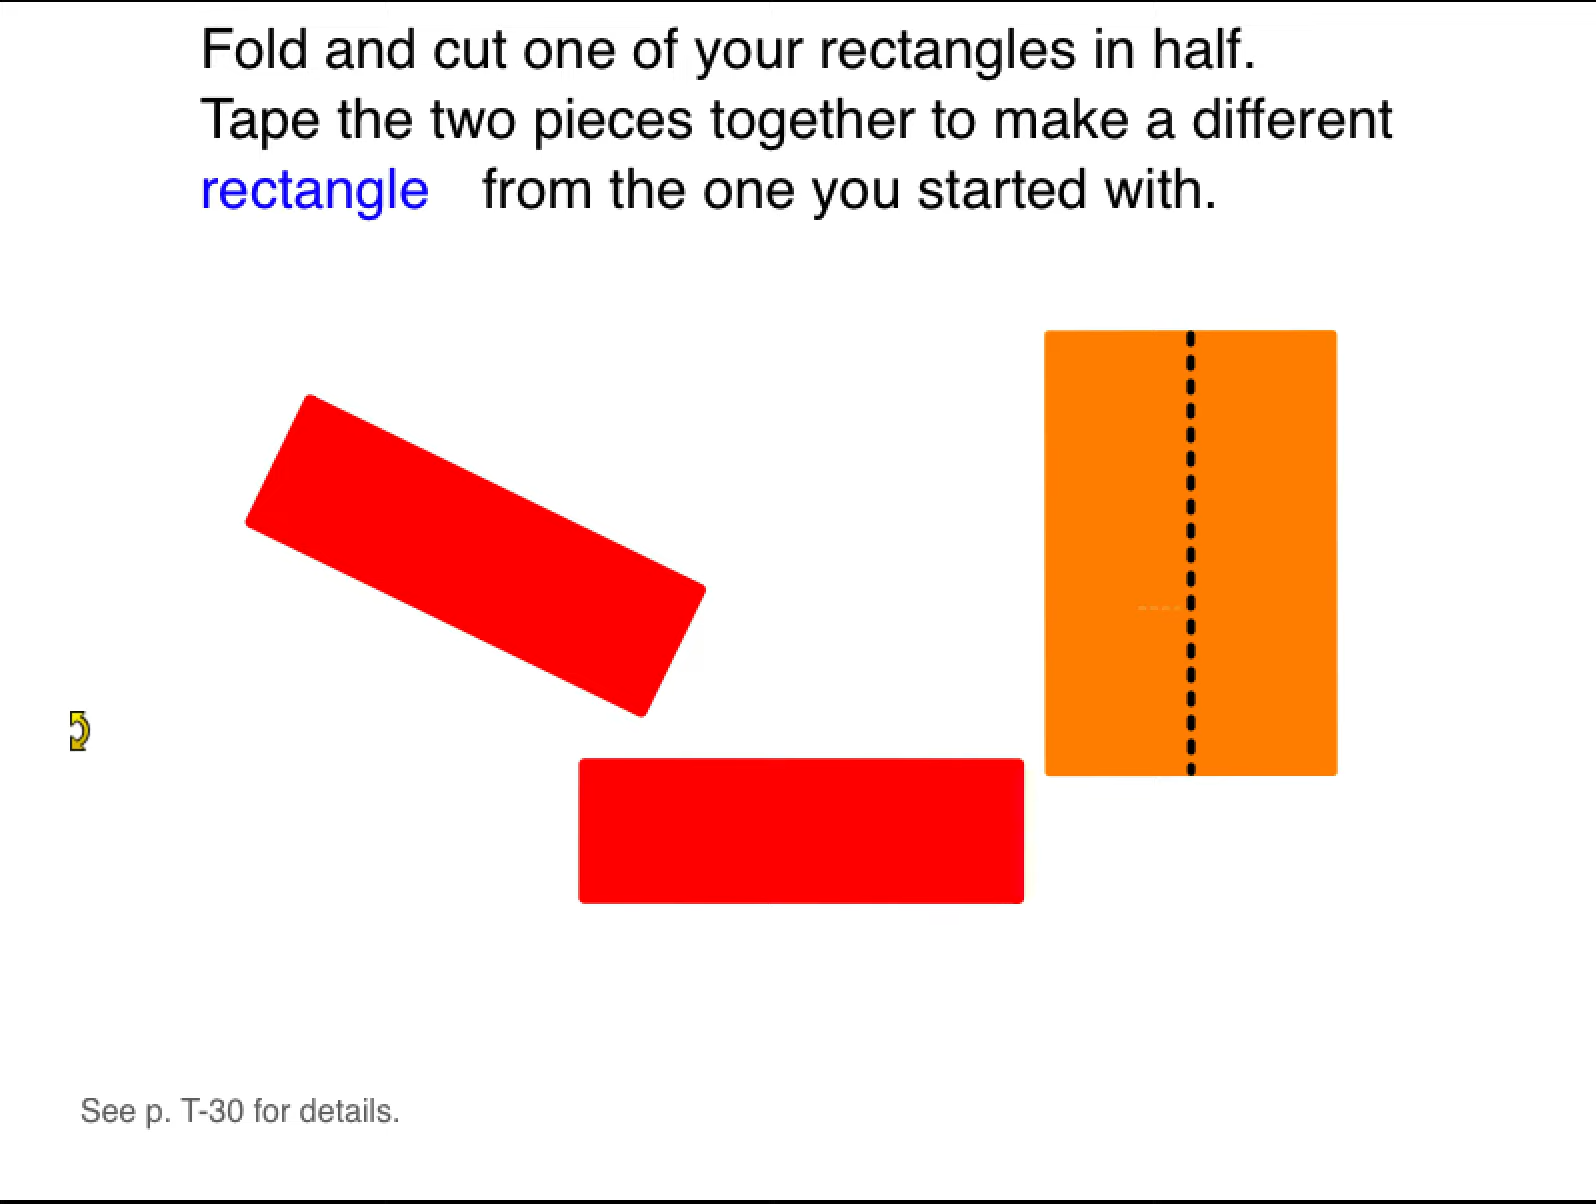 Fold and cut one of your rectangles in half.
Tape the two pieces together to make a different
rectangle from the one you started with.
See p. T-30 for details.